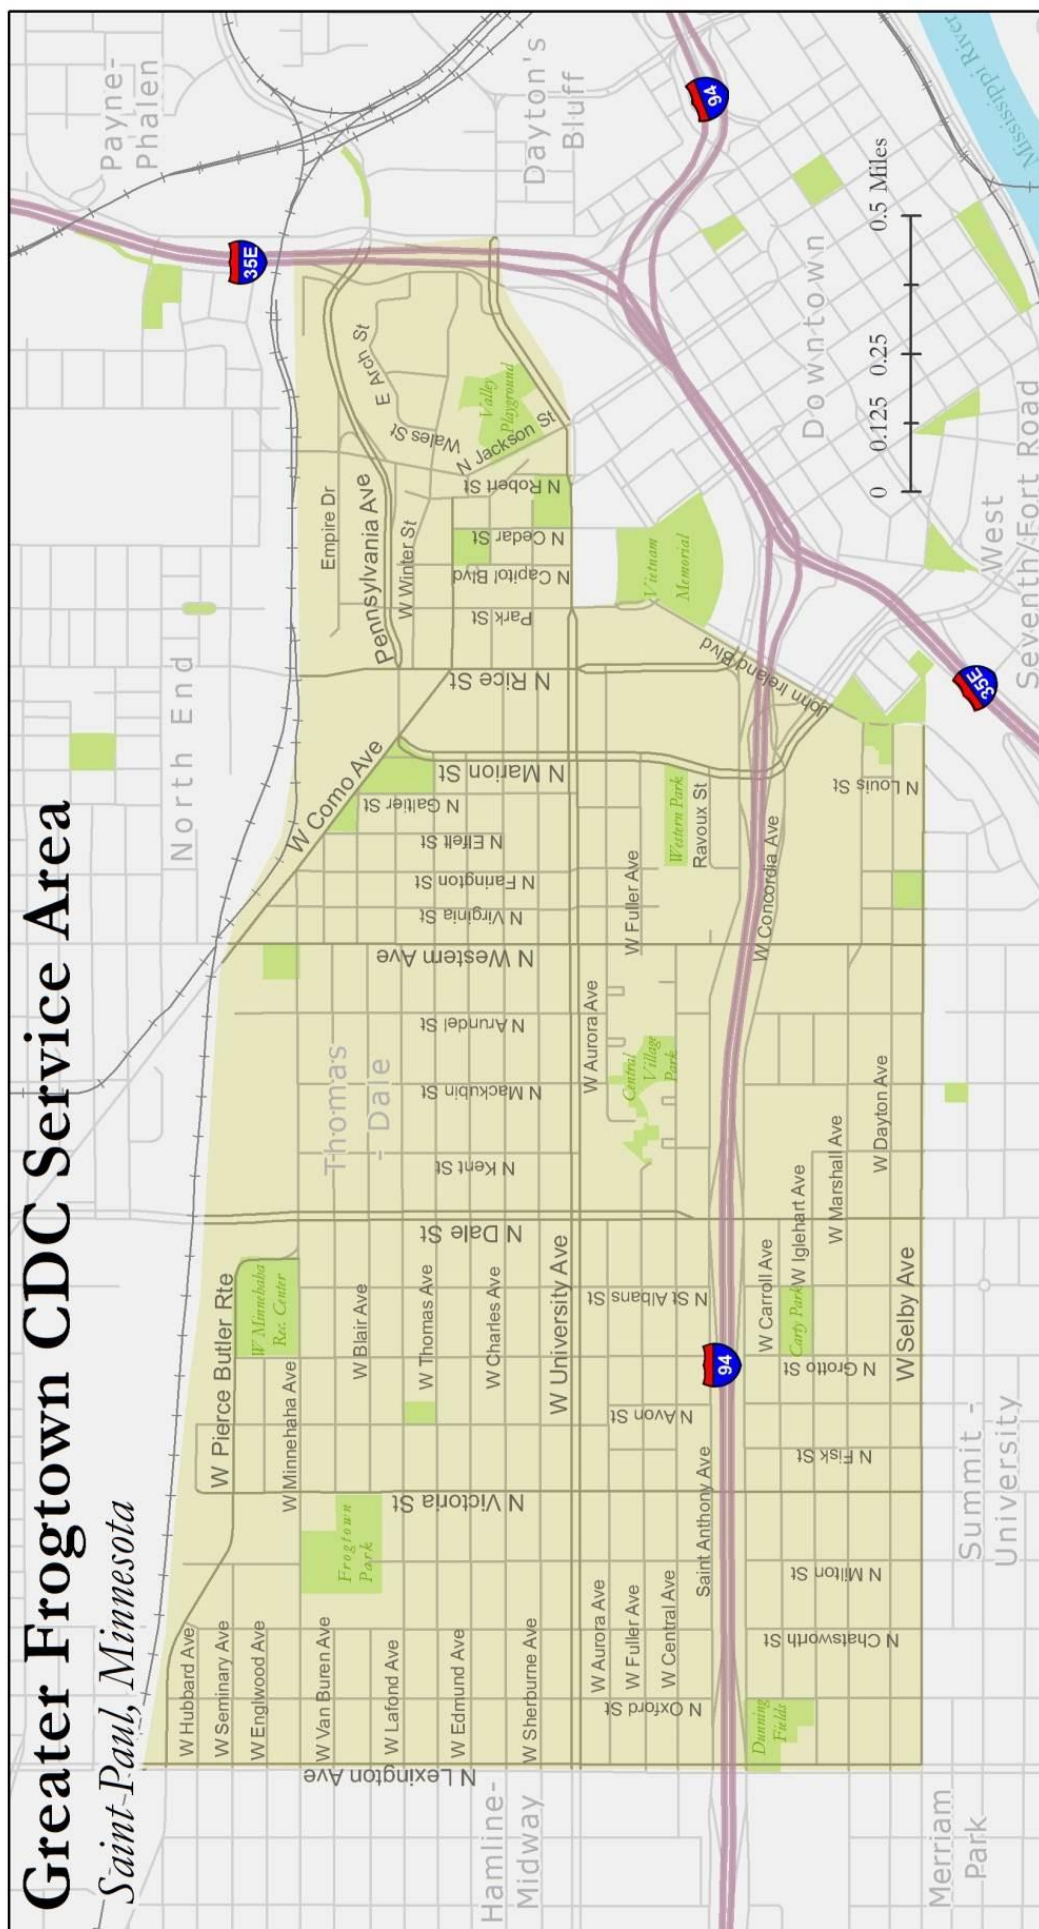 Greater Frogtown CDC Service Area
Saint-Paul, Minnesota
Payne-
Phalen
North End
35E
Dayton's
Bluff
94
Mississippi River
W Hubbard Ave
W Seminary Ave
W Englwood Ave
W Pierce Butler Rte
W Minnehaha
Rec. Center
W Minnehaha Ave
W Van Buren Ave
W Lafond Ave
W Edmund Ave
W Sherburne Ave
N Lexington Ave
Frogtown
Park
N Victoria St
W Blair Ave
W Thomas Ave
W Charles Ave
W University Ave
N Dale St
Thomas
- Dale
N Kent St
N Mackubin St
N Arundel St
N Western Ave
N Virginia St
N Farington St
N Elfelt St
N Galtier St
N Marion St
W Como Ave
N Rice St
Pennsylvania Ave
Empire Dr
W Winter St
Park St
N Capitol Blvd
N Cedar St
N Robert St
N Jackson St
Wales St
E Arch St
Valley
Playground
W Aurora Ave
W Fuller Ave
W Central Ave
Saint Anthony Ave
N Oxford St
N Avon St
N St Albans St
W Aurora Ave
Central
Village
Park
W Fuller Ave
Western Park
Ravoux St
Vietnam
Memorial
John Ireland Blvd
94
Dunning
Fields
N Chatsworth St
N Milton St
N Fisk St
N Grotto St
W Carroll Ave
Carty Park
W Iglehart Ave
W Marshall Ave
W Dayton Ave
W Selby Ave
W Concordia Ave
N Louis St
35E
Downtown
0 0.125 0.25 0.5 Miles
West
Seventh/Fort Road
Hamline-
Midway
Merriam
Park
Summit -
University